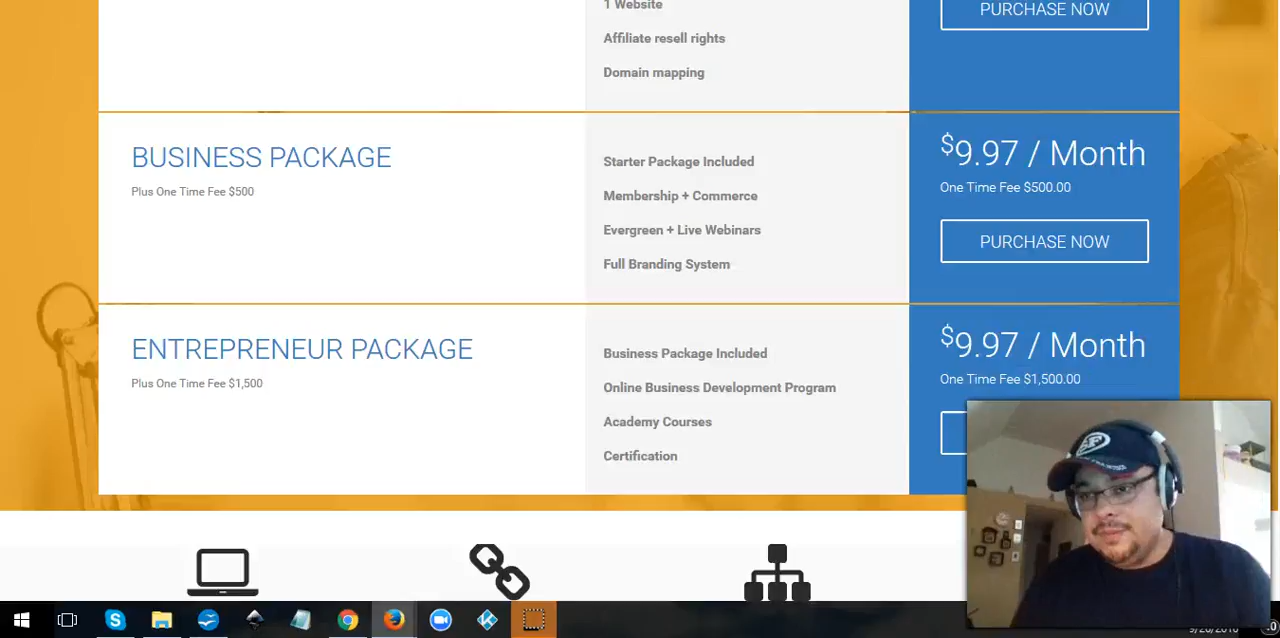 1 Website
PURCHASE NOW
Affiliate resell rights
Domain mapping
BUSINESS PACKAGE
Plus One Time Fee $500
Starter Package Included
Membership + Commerce
Evergreen + Live Webinars
Full Branding System
$9.97 / Month
One Time Fee $500.00
PURCHASE NOW
ENTREPRENEUR PACKAGE
Plus One Time Fee $1,500
Business Package Included
Online Business Development Program
Academy Courses
Certification
$9.97 / Month
One Time Fee $1,500.00